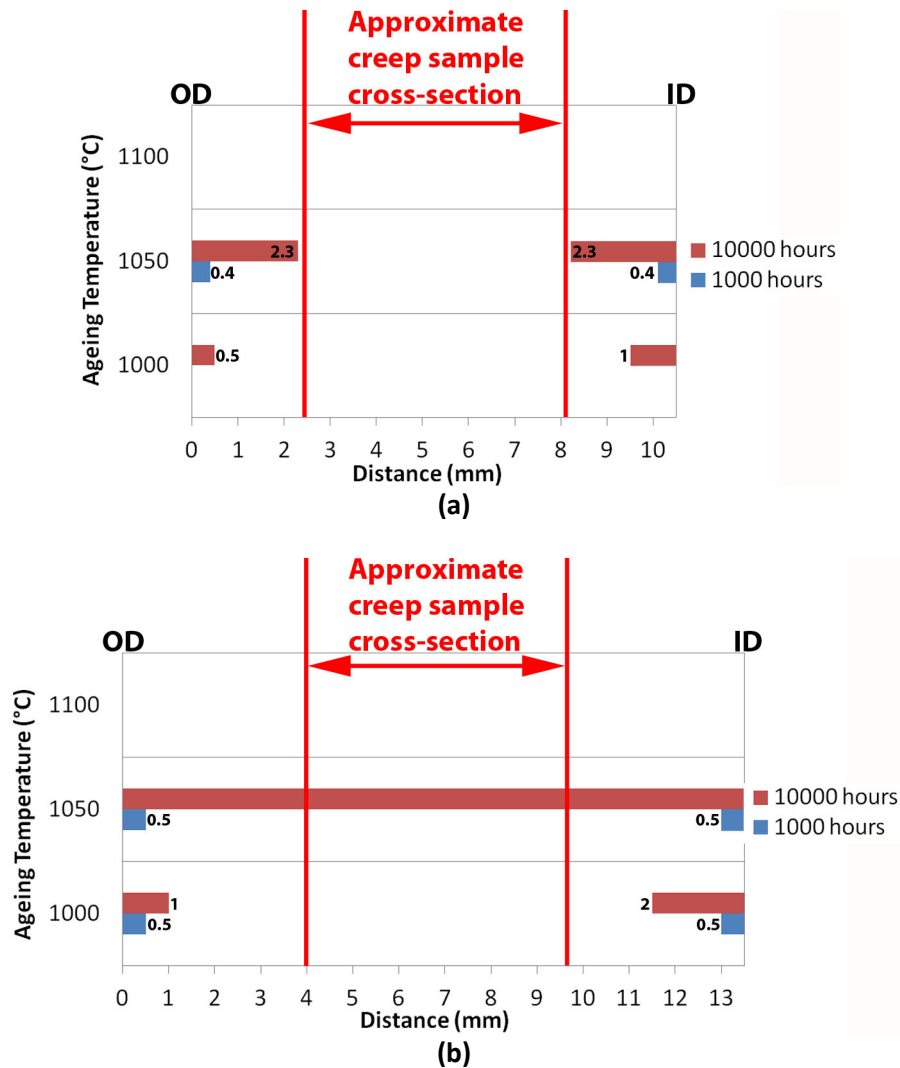 Approximate
creep sample
cross-section
OD
ID
Ageing Temperature (°C)
1100
1050
1000
2.3
2.3
0.4
0.4
0.5
1
10000 hours
1000 hours
0 1 2 3 4 5 6 7 8 9 10
Distance (mm)
(a)
Approximate
creep sample
cross-section
OD
ID
Ageing Temperature (°C)
1100
1050
1000
0.5
0.5
1
2
0.5
0.5
10000 hours
1000 hours
0 1 2 3 4 5 6 7 8 9 10 11 12 13
Distance (mm)
(b)